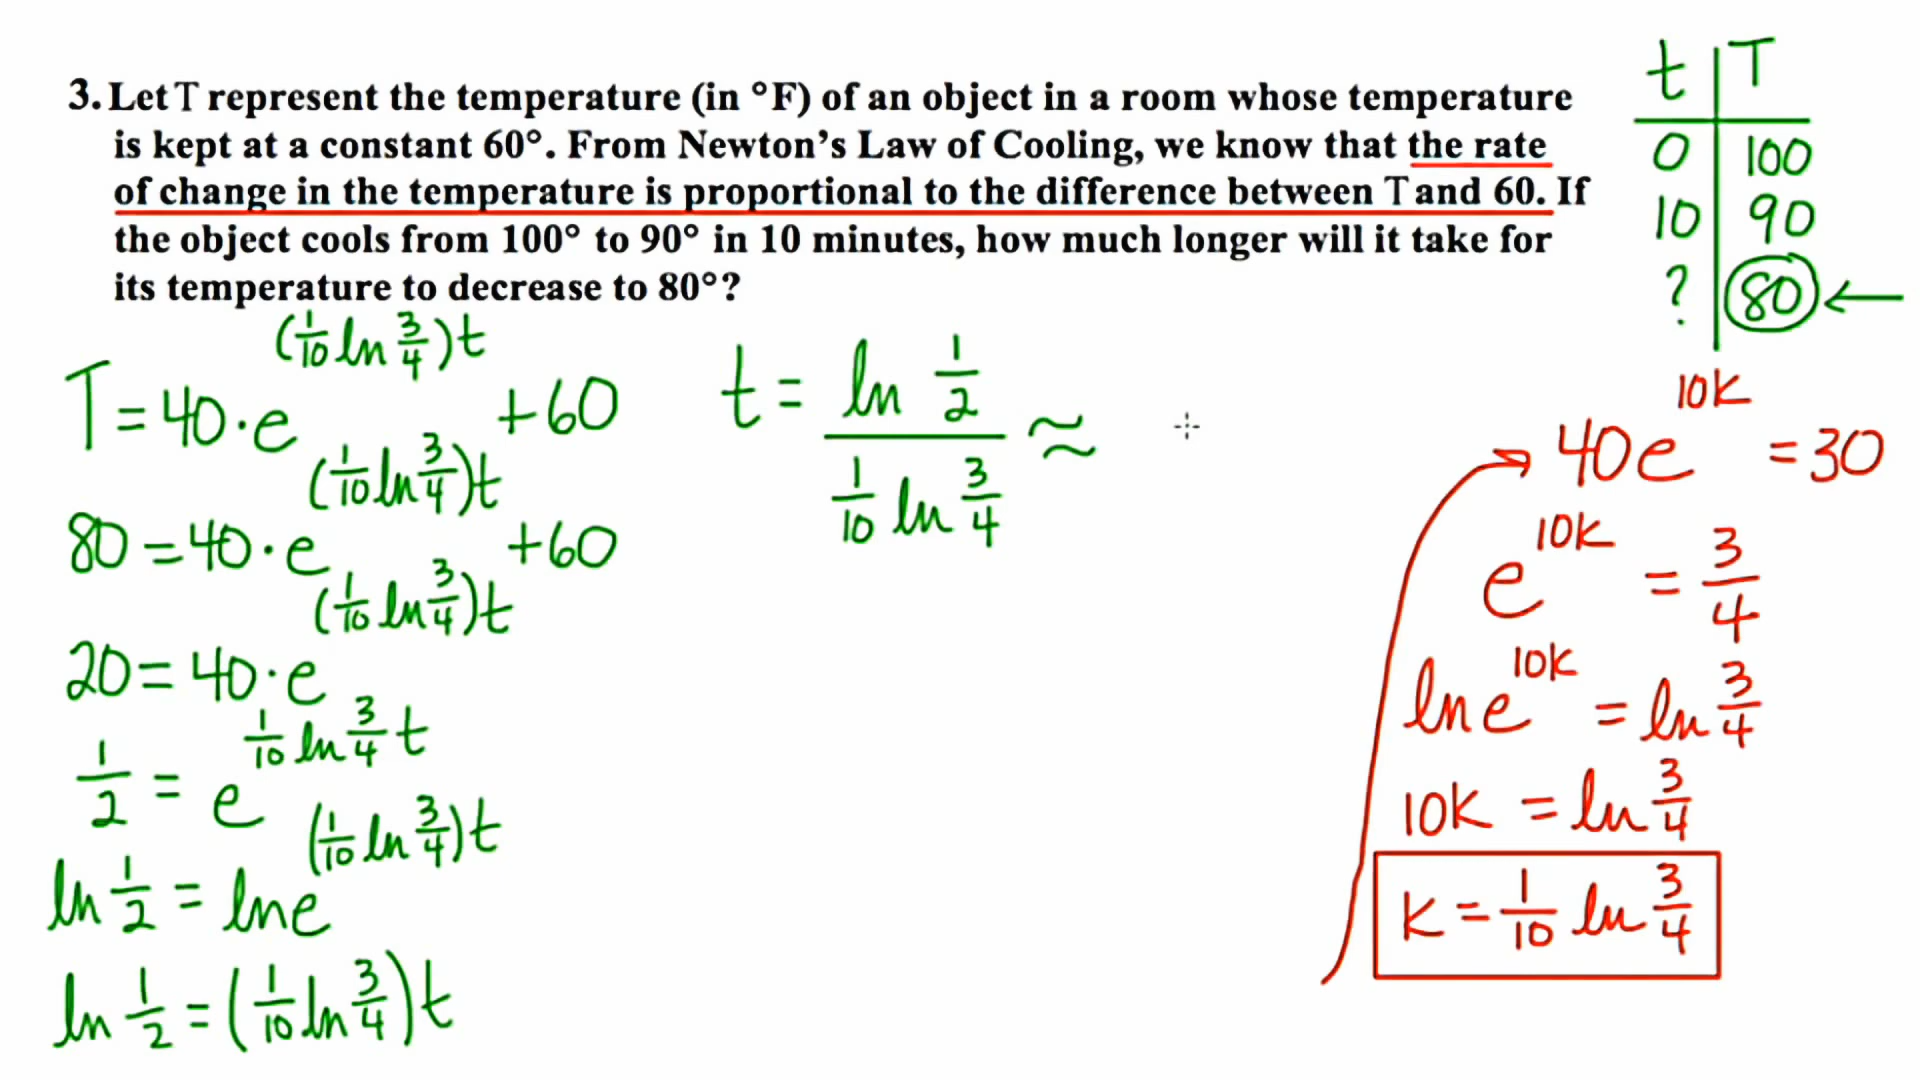 3. Let T represent the temperature (in °F) of an object in a room whose temperature
is kept at a constant 60°. From Newton's Law of Cooling, we know that the rate
of change in the temperature is proportional to the difference between T and 60. If
the object cools from 100° to 90° in 10 minutes, how much longer will it take for
its temperature to decrease to 80°?
t | T
0 | 100
10 | 90
? | 80 ←
T = 40 · e^(1/10 ln 3/4)t + 60
80 = 40 · e^(1/10 ln 3/4)t + 60
20 = 40 · e^(1/10 ln 3/4)t
1/2 = e^1/10 ln 3/4 t
ln 1/2 = ln e^(1/10 ln 3/4)t
ln 1/2 = (1/10 ln 3/4)t
t = ln 1/2 / 1/10 ln 3/4 ≈
40e^10k = 30
e^10k = 3/4
ln e^10k = ln 3/4
10k = ln 3/4
k = 1/10 ln 3/4